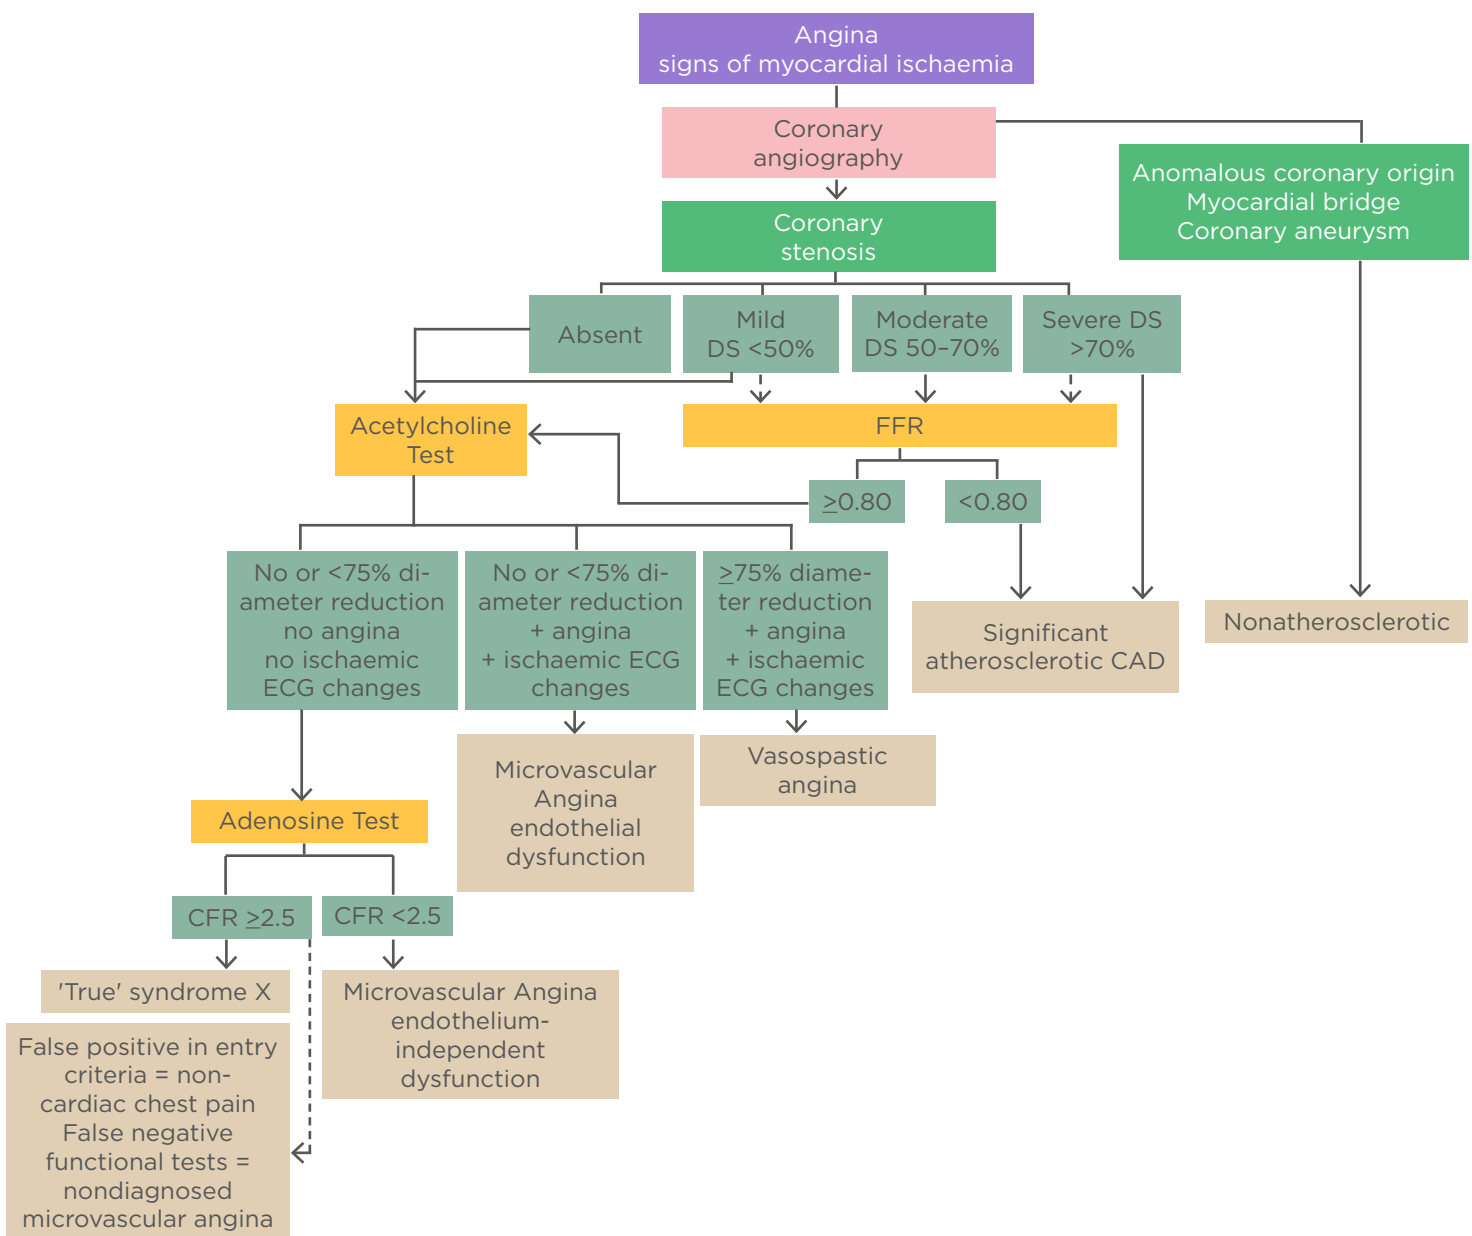 Angina
signs of myocardial ischaemia
Coronary
angiography
Anomalous coronary origin
Myocardial bridge
Coronary aneurysm
Coronary
stenosis
Absent
Mild
DS <50%
Moderate
DS 50–70%
Severe DS
>70%
Acetylcholine
Test
FFR
≥0.80
<0.80
No or <75% di-
ameter reduction
no angina
no ischaemic
ECG changes
No or <75% di-
ameter reduction
+ angina
+ ischaemic ECG
changes
≥75% diame-
ter reduction
+ angina
+ ischaemic
ECG changes
Significant
atherosclerotic CAD
Nonatherosclerotic
Microvascular
Angina
endothelial
dysfunction
Vasospastic
angina
Adenosine Test
CFR ≥2.5
CFR <2.5
'True' syndrome X
Microvascular Angina
endothelium-
independent
dysfunction
False positive in entry
criteria = non-
cardiac chest pain
False negative
functional tests =
nondiagnosed
microvascular angina